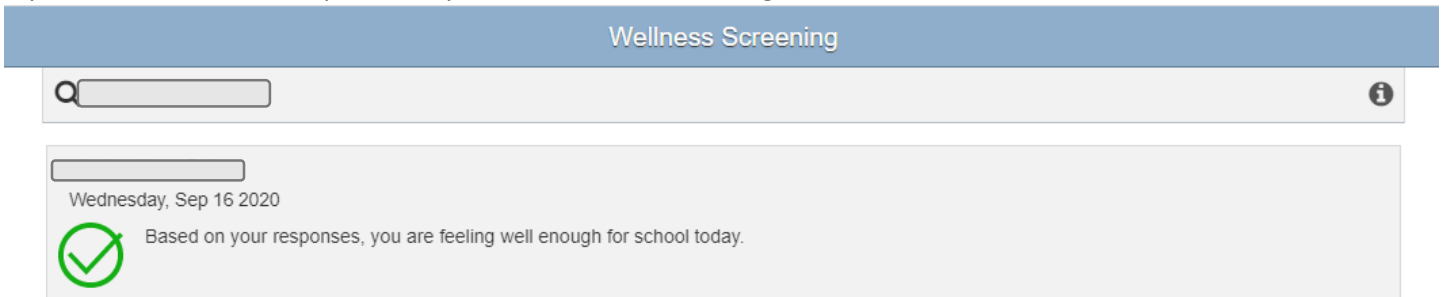 Wellness Screening
Wednesday, Sep 16 2020
Based on your responses, you are feeling well enough for school today.